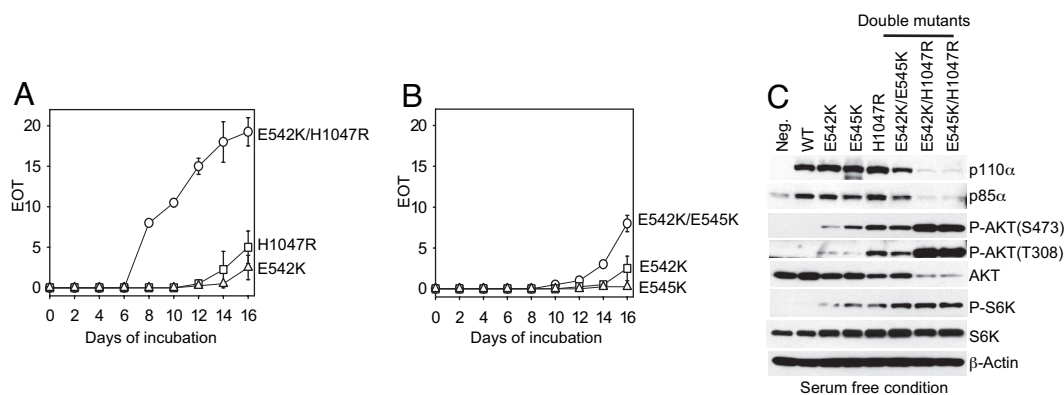 A
20
15
10
5
0
EOT
E542K/H1047R
H1047R
E542K
0 2 4 6 8 10 12 14 16
Days of incubation
B
20
15
10
5
0
EOT
E542K/E545K
E542K
E545K
0 2 4 6 8 10 12 14 16
Days of incubation
C
Double mutants
Neg.
WT
E542K
E545K
H1047R
E542K/E545K
E542K/H1047R
E545K/H1047R
p110α
p85α
P-AKT(S473)
P-AKT(T308)
AKT
P-S6K
S6K
β-Actin
Serum free condition